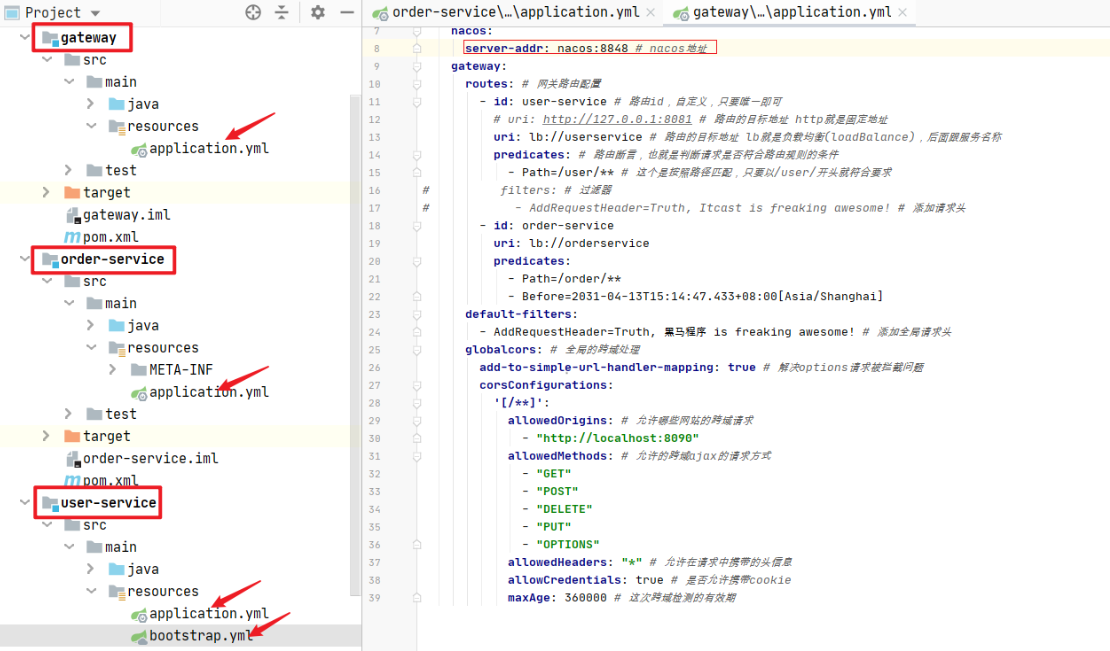 Project
gateway
src
main
java
resources
application.yml
test
target
gateway.iml
pom.xml
order-service
src
main
java
resources
META-INF
application.yml
test
target
order-service.iml
pom.xml
user-service
src
main
java
resources
application.yml
bootstrap.yml
order-service\...\application.yml
gateway\...\application.yml
7 nacos:
8 server-addr: nacos:8848 # nacos地址
9 gateway:
10 routes: # 网关路由配置
11 - id: user-service # 路由id，自定义，只要唯一即可
12 # uri: http://127.0.0.1:8081 # 路由的目标地址 http就是固定地址
13 uri: lb://userservice # 路由的目标地址 lb就是负载均衡(loadBalance)，后面跟服务名称
14 predicates: # 路由断言，也就是判断请求是否符合路由规则的条件
15 - Path=/user/** # 这个是按照路径匹配，只要以/user/开头就符合要求
16 # filters: # 过滤器
17 # - AddRequestHeader=Truth, Itcast is freaking awesome! # 添加请求头
18 - id: order-service
19 uri: lb://orderservice
20 predicates:
21 - Path=/order/**
22 - Before=2031-04-13T15:14:47.433+08:00[Asia/Shanghai]
23 default-filters:
24 - AddRequestHeader=Truth, 黑马程序 is freaking awesome! # 添加全局请求头
25 globalcors: # 全局的跨域处理
26 add-to-simple-url-handler-mapping: true # 解决options请求被拦截问题
27 corsConfigurations:
28 '[/**]':
29 allowedOrigins: # 允许哪些网站的跨域请求
30 - "http://localhost:8090"
31 allowedMethods: # 允许的跨域ajax的请求方式
32 - "GET"
33 - "POST"
34 - "DELETE"
35 - "PUT"
36 - "OPTIONS"
37 allowedHeaders: "*" # 允许在请求中携带的头信息
38 allowCredentials: true # 是否允许携带cookie
39 maxAge: 360000 # 这次跨域检测的有效期